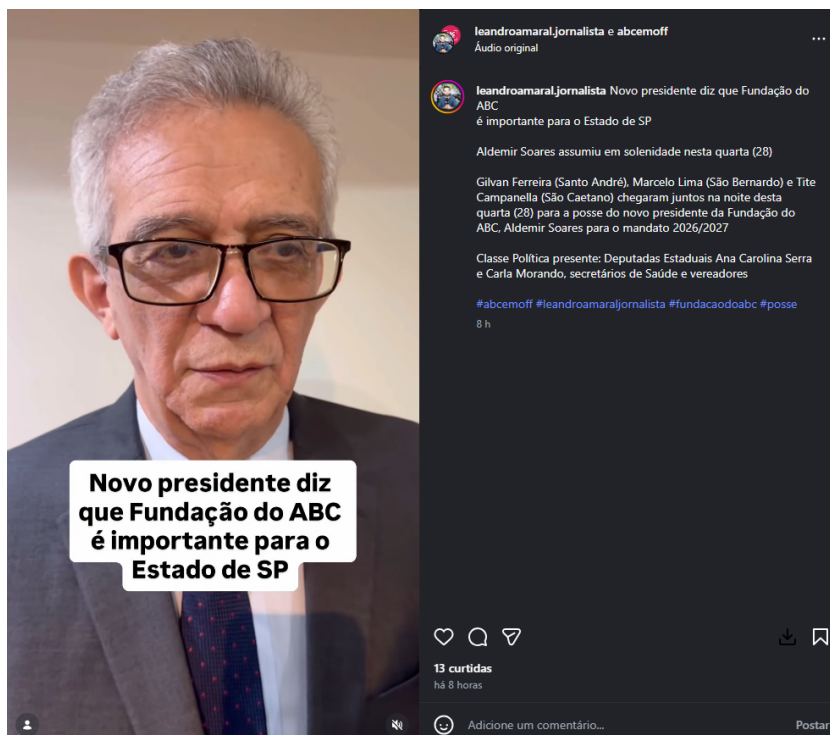 Novo presidente diz
que Fundação do ABC
é importante para o
Estado de SP
leandroamaral.jornalista e abcemoff
Áudio original
leandroamaral.jornalista Novo presidente diz que Fundação do
ABC
é importante para o Estado de SP
Aldemir Soares assumiu em solenidade nesta quarta (28)
Gilvan Ferreira (Santo André), Marcelo Lima (São Bernardo) e Tite
Campanella (São Caetano) chegaram juntos na noite desta
quarta (28) para a posse do novo presidente da Fundação do
ABC, Aldemir Soares para o mandato 2026/2027
Classe Política presente: Deputadas Estaduais Ana Carolina Serra
e Carla Morando, secretários de Saúde e vereadores
#abcemoff #leandroamaraljornalista #fundacaodoabc #posse
8 h
13 curtidas
há 8 horas
Adicione um comentário...
Postar